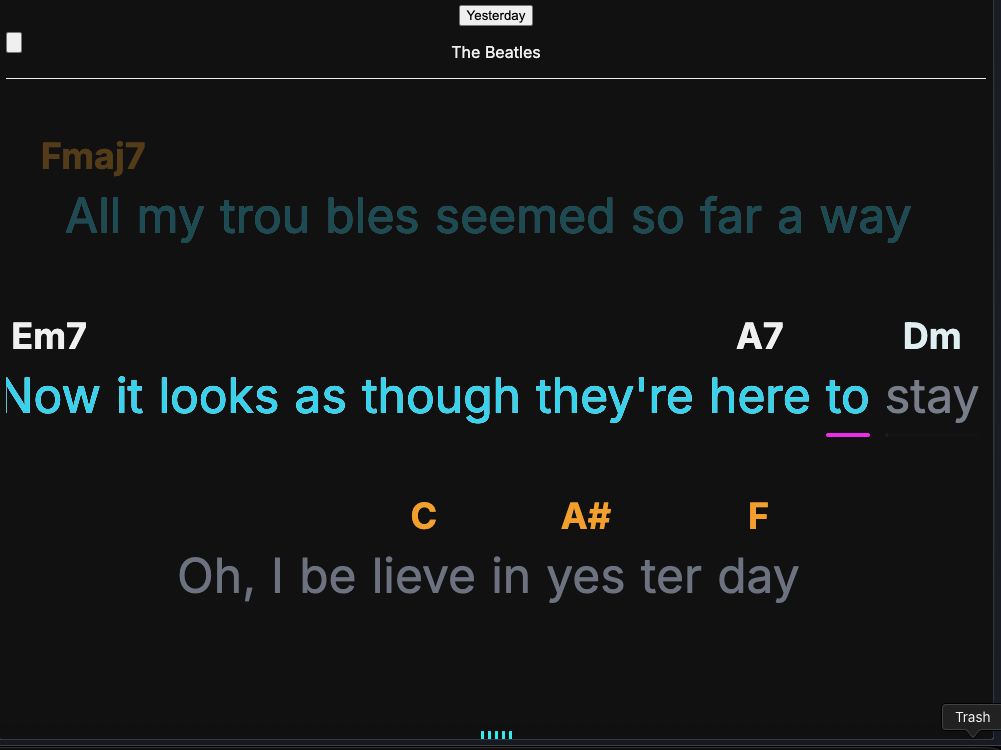 Yesterday
The Beatles
Fmaj7
All my trou bles seemed so far a way
Em7 A7 Dm
Now it looks as though they're here to stay
C A# F
Oh, I be lieve in yes ter day
Trash